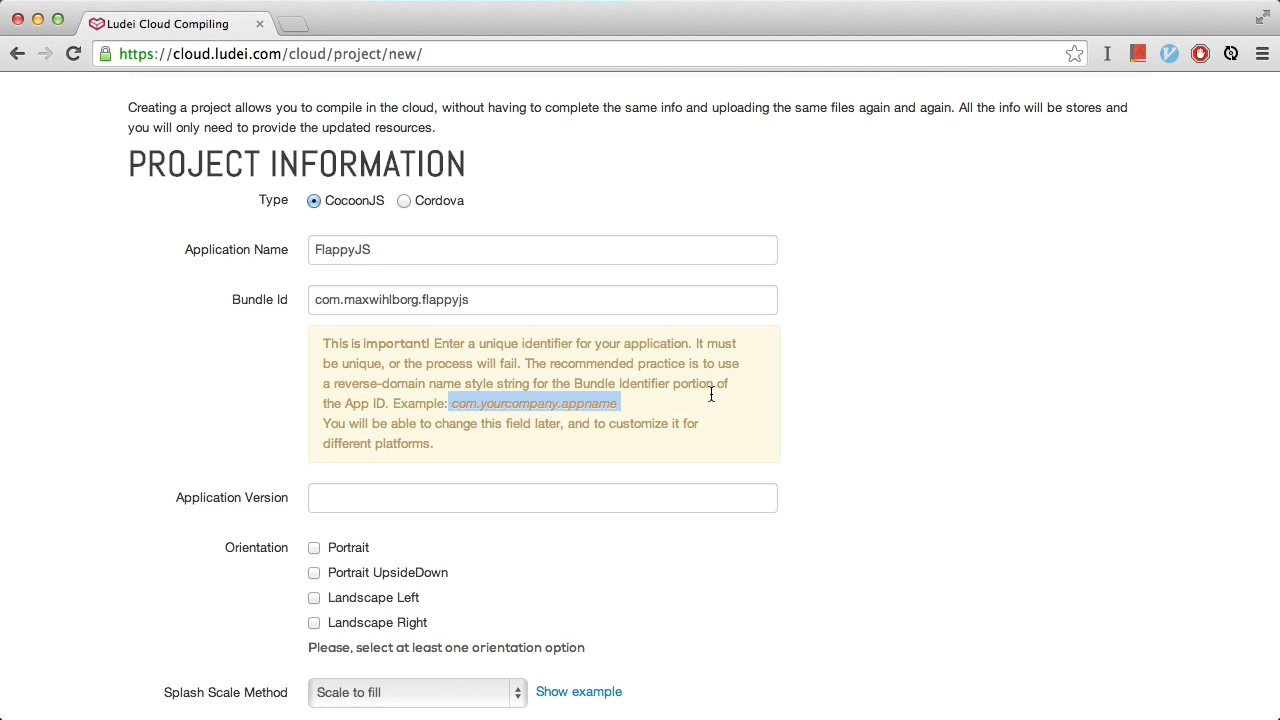 Ludei Cloud Compiling
https://cloud.ludei.com/cloud/project/new/
Creating a project allows you to compile in the cloud, without having to complete the same info and uploading the same files again and again. All the info will be stores and
you will only need to provide the updated resources.
PROJECT INFORMATION
Type CocoonJS Cordova
Application Name FlappyJS
Bundle Id com.maxwihlborg.flappyjs
This is important! Enter a unique identifier for your application. It must
be unique, or the process will fail. The recommended practice is to use
a reverse-domain name style string for the Bundle Identifier portion of
the App ID. Example: com.yourcompany.appname
You will be able to change this field later, and to customize it for
different platforms.
Application Version
Orientation Portrait
Portrait UpsideDown
Landscape Left
Landscape Right
Please, select at least one orientation option
Splash Scale Method Scale to fill Show example